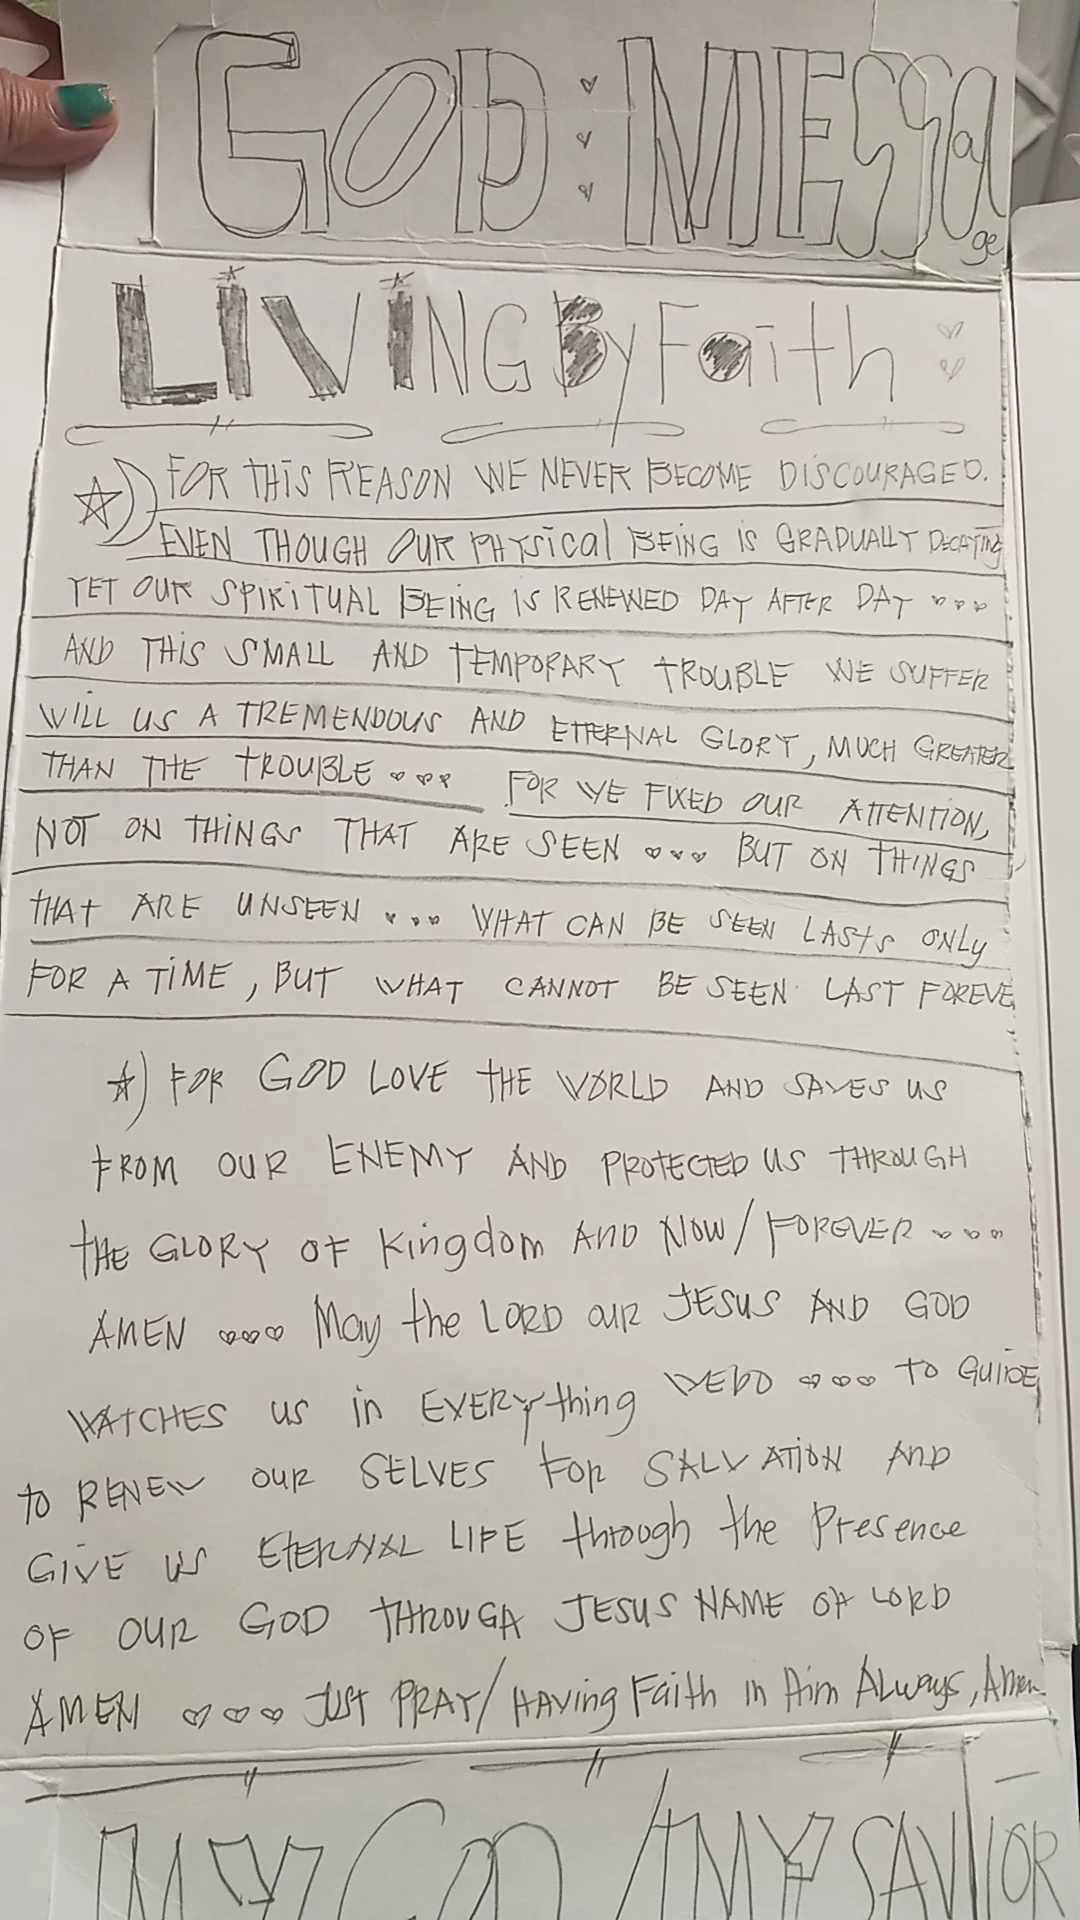 GOD: MESSage
LIVING By Faith
FOR THIS REASON WE NEVER BECOME DISCOURAGED.
EVEN THOUGH OUR PHYSical BEING IS GRADUALLY DECAYING
YET OUR SPIRITUAL BEING IS RENEWED DAY AFTER DAY
AND THIS SMALL AND TEMPORARY TROUBLE WE SUFFER
WILL US A TREMENDOUS AND ETERNAL GLORY, MUCH GREATER
THAN THE TROUBLE... FOR WE FIXED OUR ATTENTION,
NOT ON THINGS THAT ARE SEEN ... BUT ON THINGS
THAT ARE UNSEEN ... WHAT CAN BE SEEN LASTS ONLy
FOR A TIME, BUT WHAT CANNOT BE SEEN LAST FOREVE
FOR GOD LOVE THE WORLD AND SAVES US
FROM OUR ENEMY AND PROTECTED US THROUGH
THE GLORY OF Kingdom AND NOW/FOREVER ....
AMEN ... May the LORD OUR JESUS AND GOD
WATCHES US in EVERything WEDO ... TO GUIDE
TO RENEW OUR SELVES FOR SALVATION AND
GIVE US ETERNAL LIFE through the Presence
OF OUR GOD THROUGH JESUS NAME OF LORD
AMEN ... JUST PRAY/HAVing Faith in Him ALways, Amen
MY GOD/MY SAVIOR